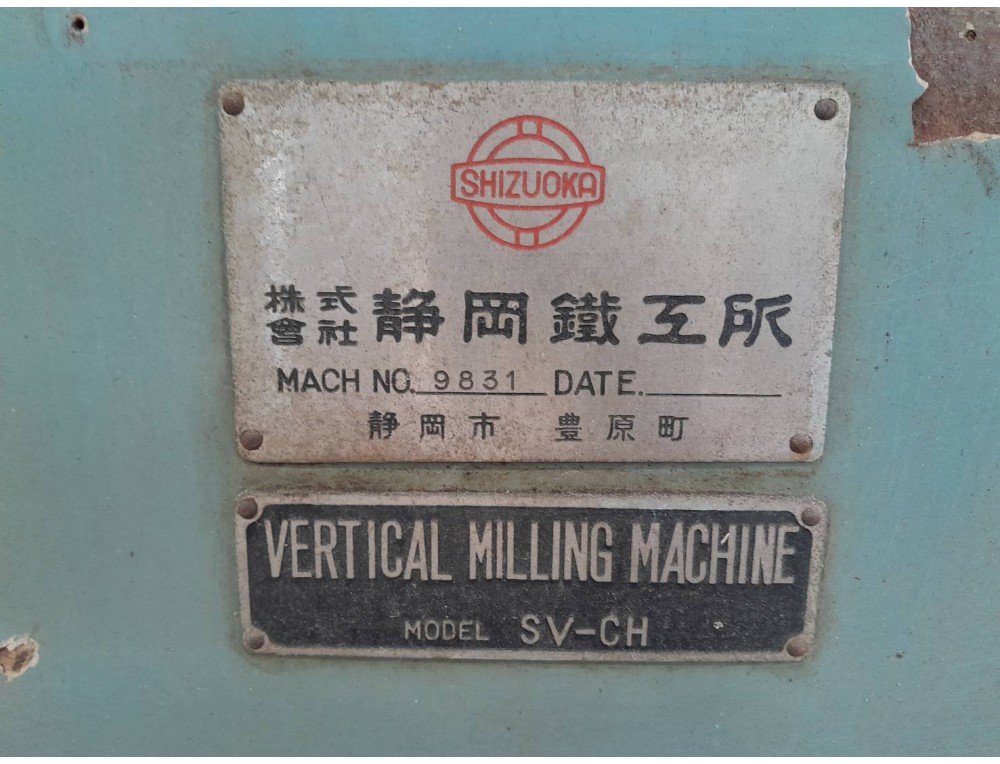 SHIZUOKA
株式会社 静岡鐵工所
MACH NO. 9831 DATE.
静岡市 豊原町
VERTICAL MILLING MACHINE
MODEL SV-CH